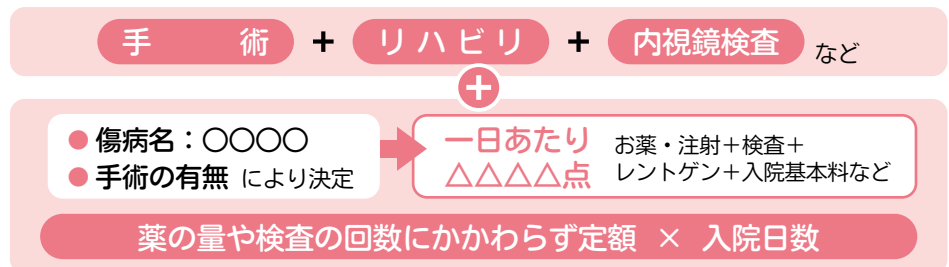 手術 + リハビリ + 内視鏡検査 など
+
● 傷病名：〇〇〇〇
● 手術の有無 により決定
一日あたり
△△△△点
お薬・注射＋検査＋
レントゲン＋入院基本料など
薬の量や検査の回数にかかわらず定額 × 入院日数